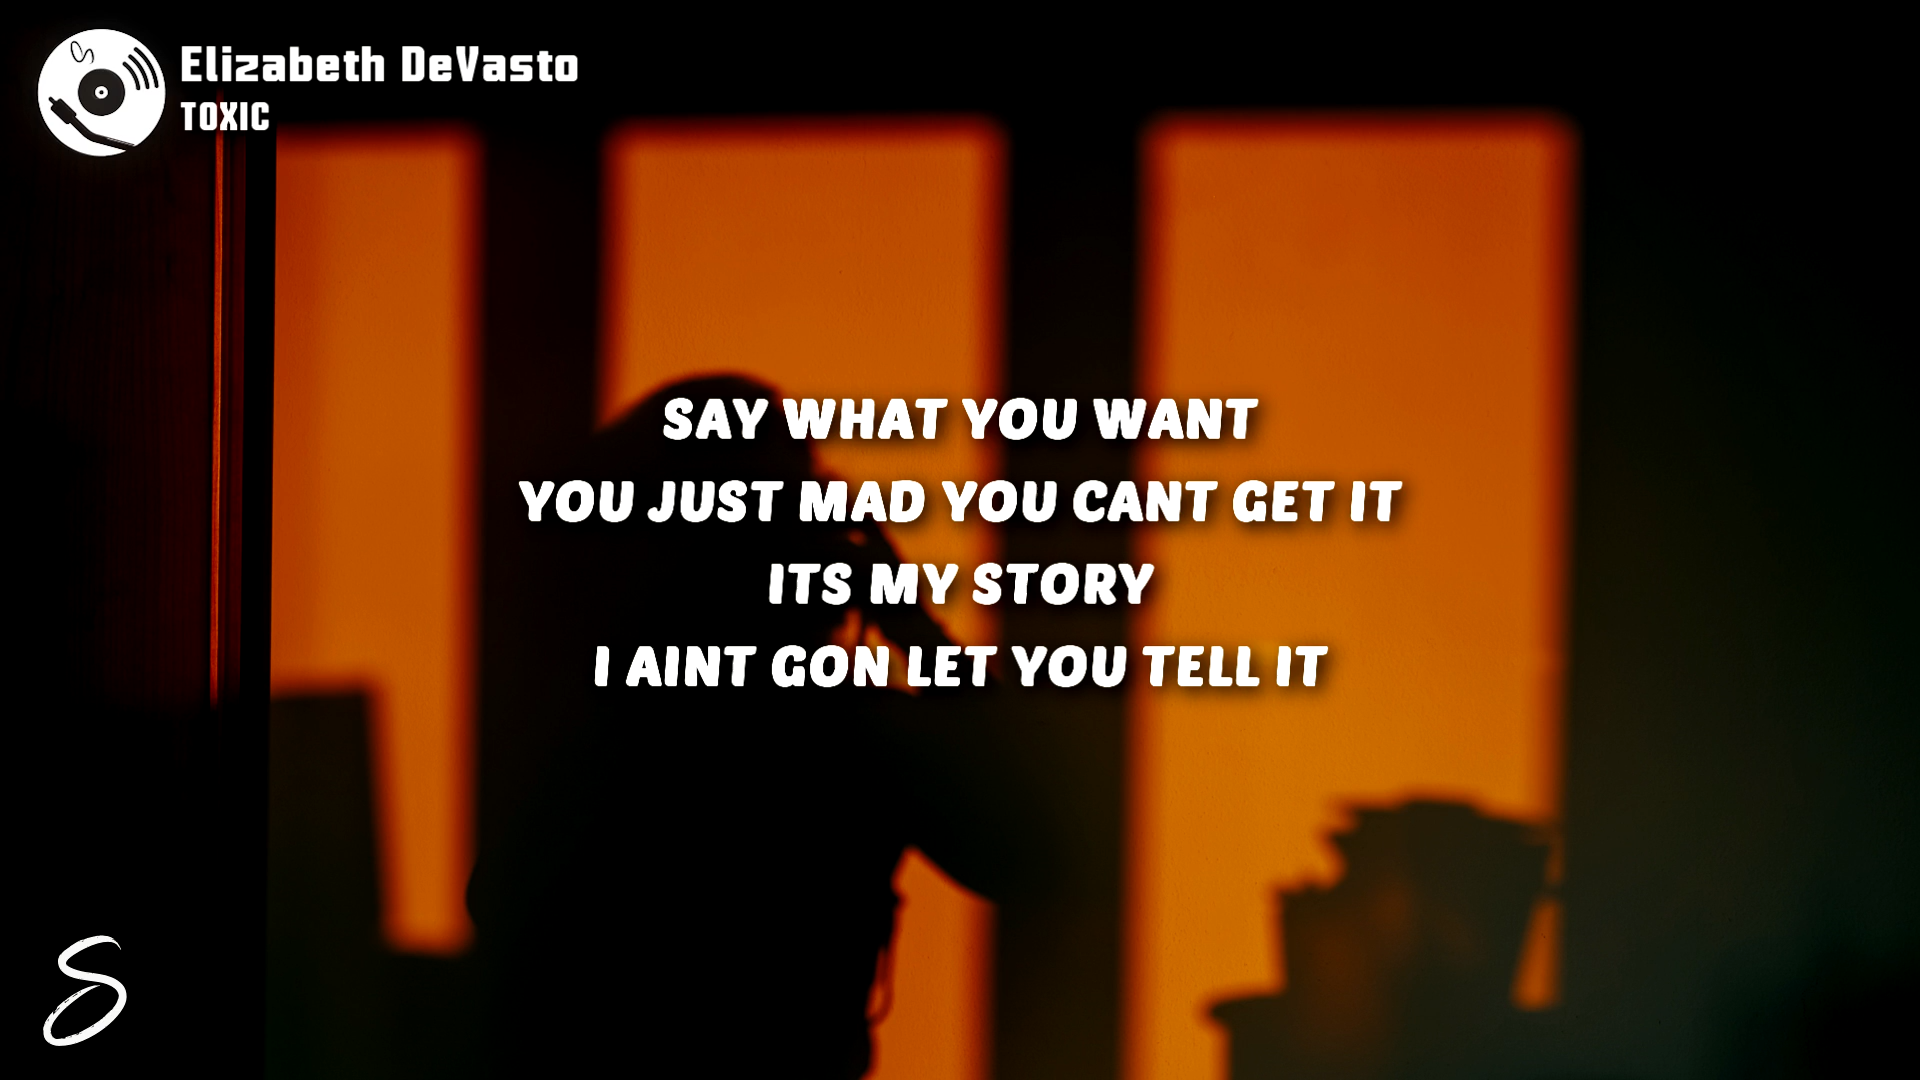 Elizabeth DeVasto
TOXIC
SAY WHAT YOU WANT
YOU JUST MAD YOU CANT GET IT
ITS MY STORY
I AINT GON LET YOU TELL IT
S